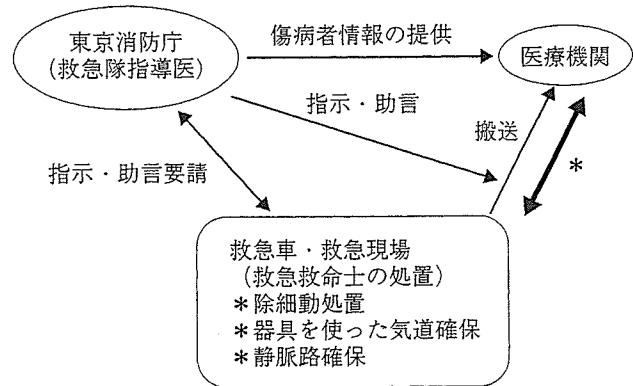 東京消防庁
(救急隊指導医)
傷病者情報の提供
医療機関
指示・助言
搬送
*
指示・助言要請
救急車・救急現場
(救急救命士の処置)
*除細動処置
*器具を使った気道確保
*静脈路確保